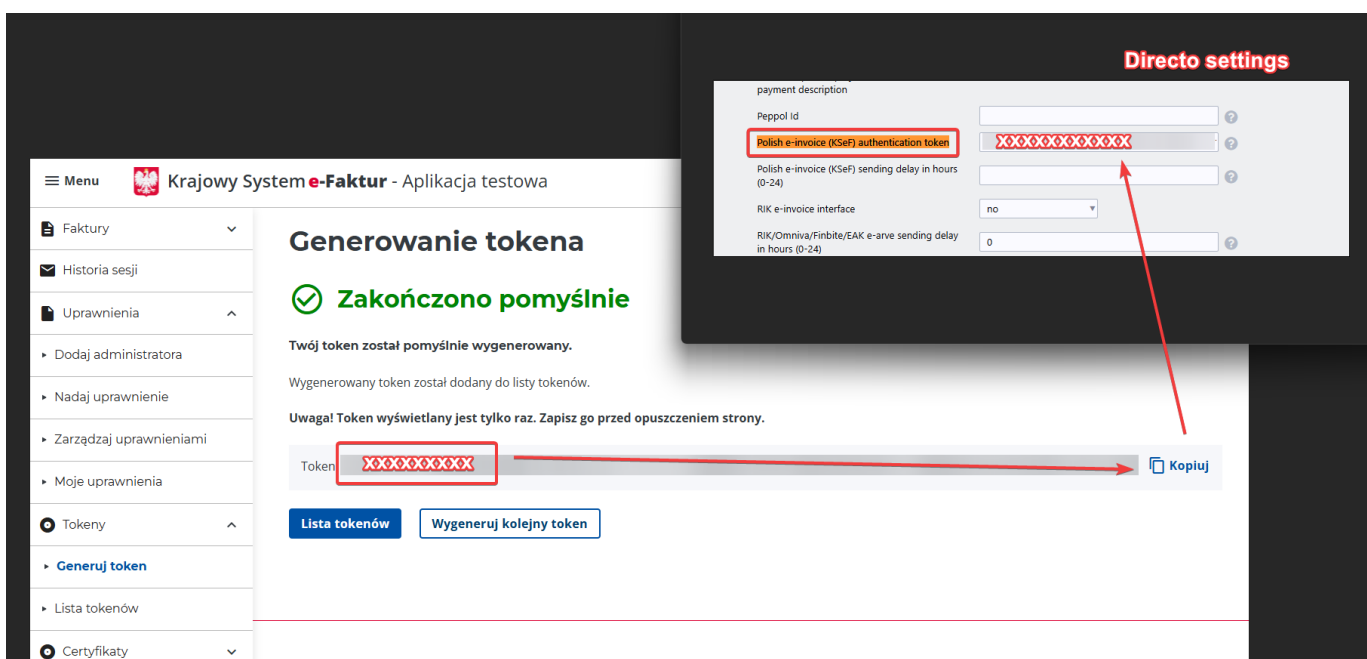 Directo settings
payment description
Peppol Id
Polish e-invoice (KSeF) authentication token
XXXXXXXXXXXXX
Polish e-invoice (KSeF) sending delay in hours
(0-24)
RIK e-invoice interface
no
RIK/Omniva/Finbite/EAK e-arve sending delay
in hours (0-24)
0
Menu
Krajowy System e-Faktur - Aplikacja testowa
Faktury
Historia sesji
Uprawnienia
Dodaj administratora
Nadaj uprawnienie
Zarządzaj uprawnieniami
Moje uprawnienia
Tokeny
Generuj token
Lista tokenów
Certyfikaty
Generowanie tokena
Zakończono pomyślnie
Twój token został pomyślnie wygenerowany.
Wygenerowany token został dodany do listy tokenów.
Uwaga! Token wyświetlany jest tylko raz. Zapisz go przed opuszczeniem strony.
Token XXXXXXXXXXX
Kopiuj
Lista tokenów
Wygeneruj kolejny token